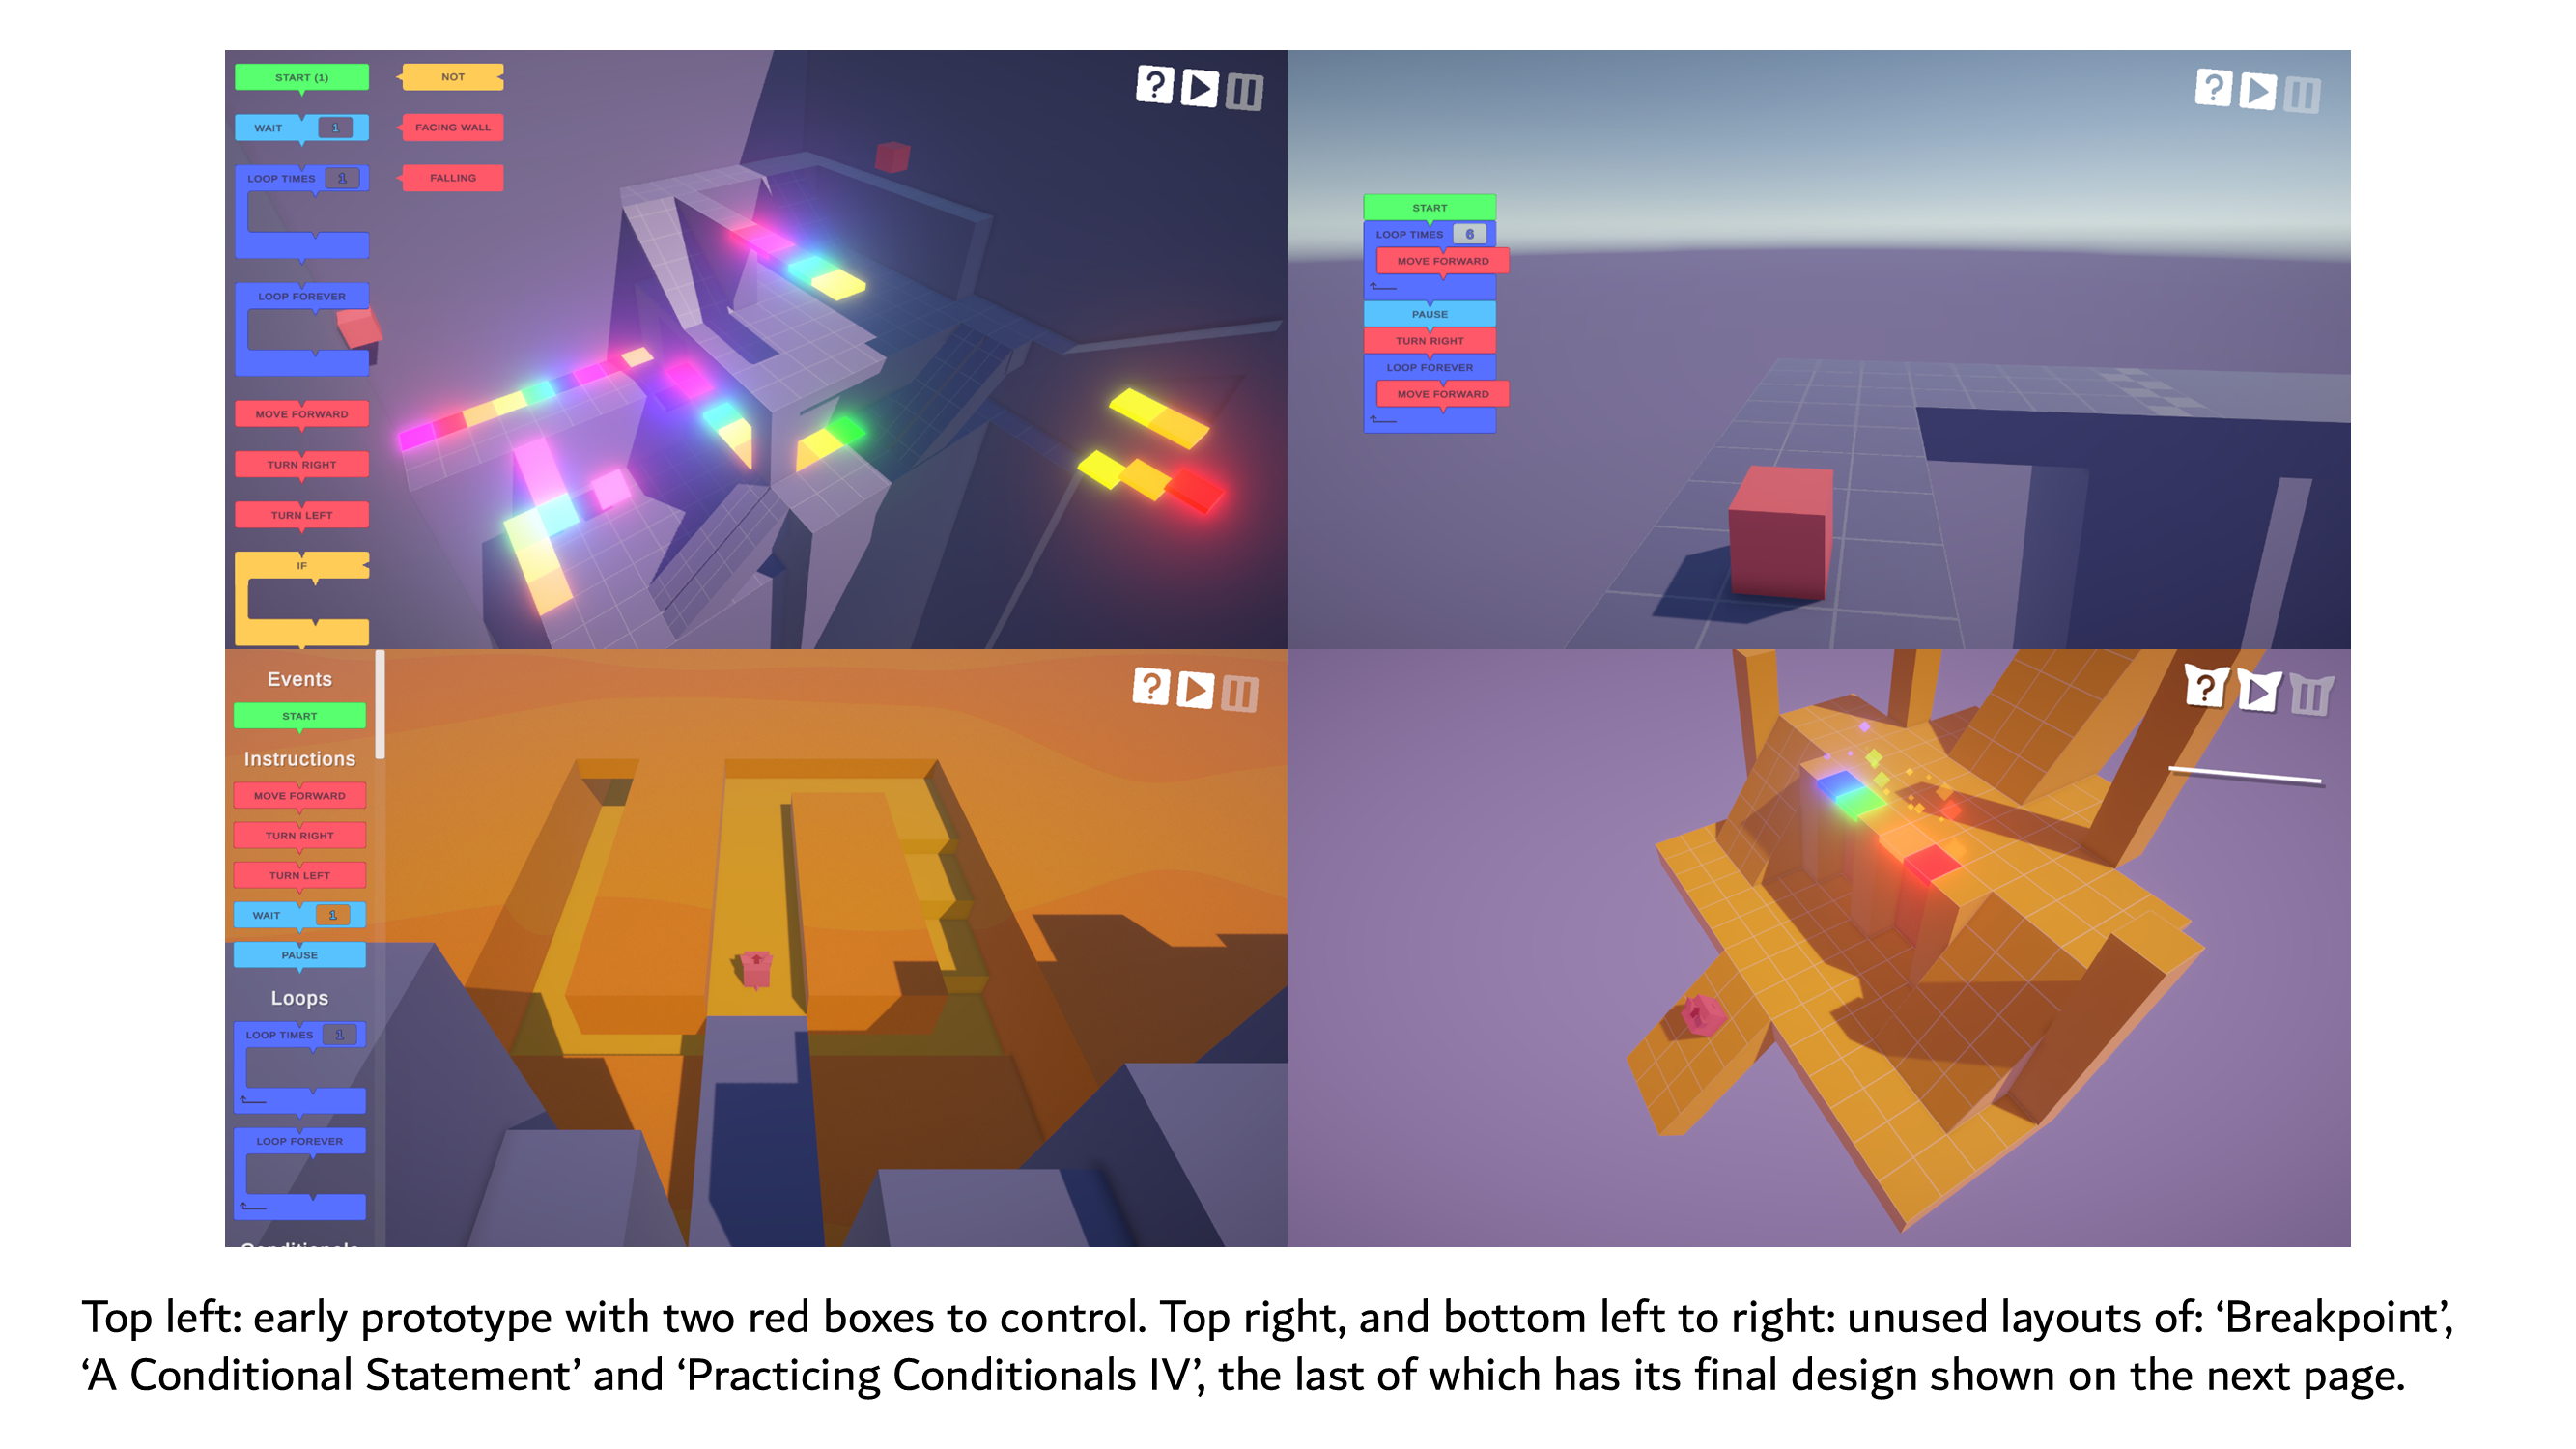 START (1)
WAIT 1
LOOP TIMES 1
LOOP FOREVER
MOVE FORWARD
TURN RIGHT
TURN LEFT
IF
NOT
FACING WALL
FALLING
?
START
LOOP TIMES 6
MOVE FORWARD
PAUSE
TURN RIGHT
LOOP FOREVER
MOVE FORWARD
?
Events
START
Instructions
MOVE FORWARD
TURN RIGHT
TURN LEFT
WAIT 1
PAUSE
Loops
LOOP TIMES 1
LOOP FOREVER
Conditionals
?
?
Top left: early prototype with two red boxes to control. Top right, and bottom left to right: unused layouts of: ‘Breakpoint’,
‘A Conditional Statement’ and ‘Practicing Conditionals IV’, the last of which has its final design shown on the next page.